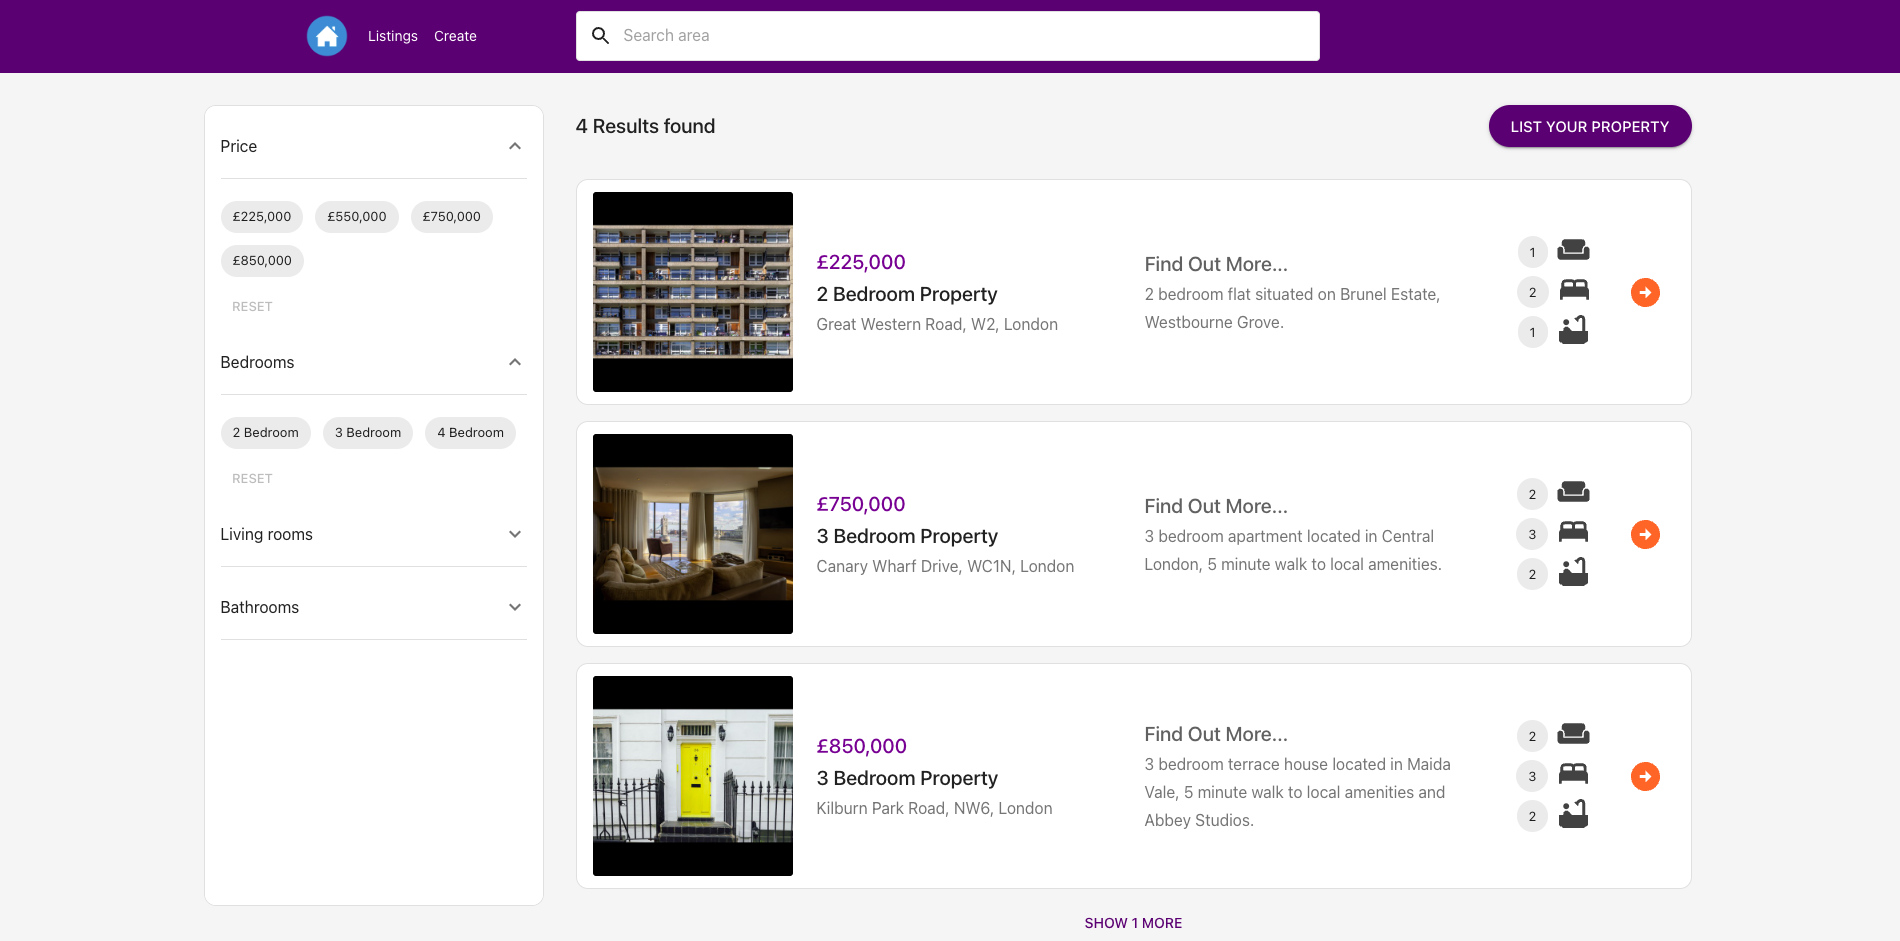 Listings Create
Search area
Price
£225,000 £550,000 £750,000
£850,000
RESET
Bedrooms
2 Bedroom 3 Bedroom 4 Bedroom
RESET
Living rooms
Bathrooms
4 Results found
LIST YOUR PROPERTY
£225,000
2 Bedroom Property
Great Western Road, W2, London
Find Out More...
2 bedroom flat situated on Brunel Estate,
Westbourne Grove.
1
2
1
£750,000
3 Bedroom Property
Canary Wharf Drive, WC1N, London
Find Out More...
3 bedroom apartment located in Central
London, 5 minute walk to local amenities.
2
3
2
£850,000
3 Bedroom Property
Kilburn Park Road, NW6, London
Find Out More...
3 bedroom terrace house located in Maida
Vale, 5 minute walk to local amenities and
Abbey Studios.
2
3
2
SHOW 1 MORE